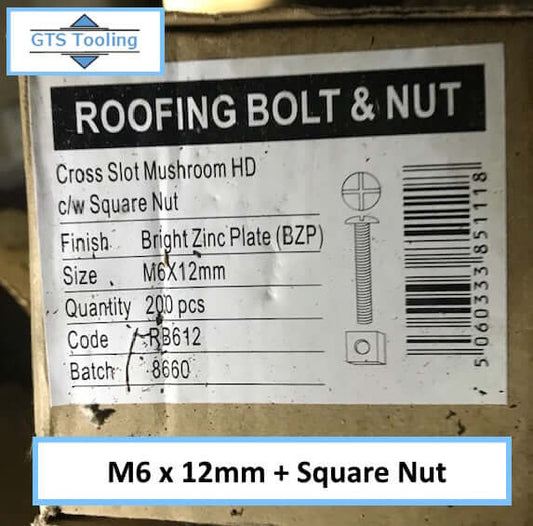 GTS Tooling
ROOFING BOLT & NUT
Cross Slot Mushroom HD
c/w Square Nut
Finish Bright Zinc Plate (BZP)
Size M6X12mm
Quantity 200 pcs
Code RB612
Batch 8660
5060333851118
M6 x 12mm + Square Nut